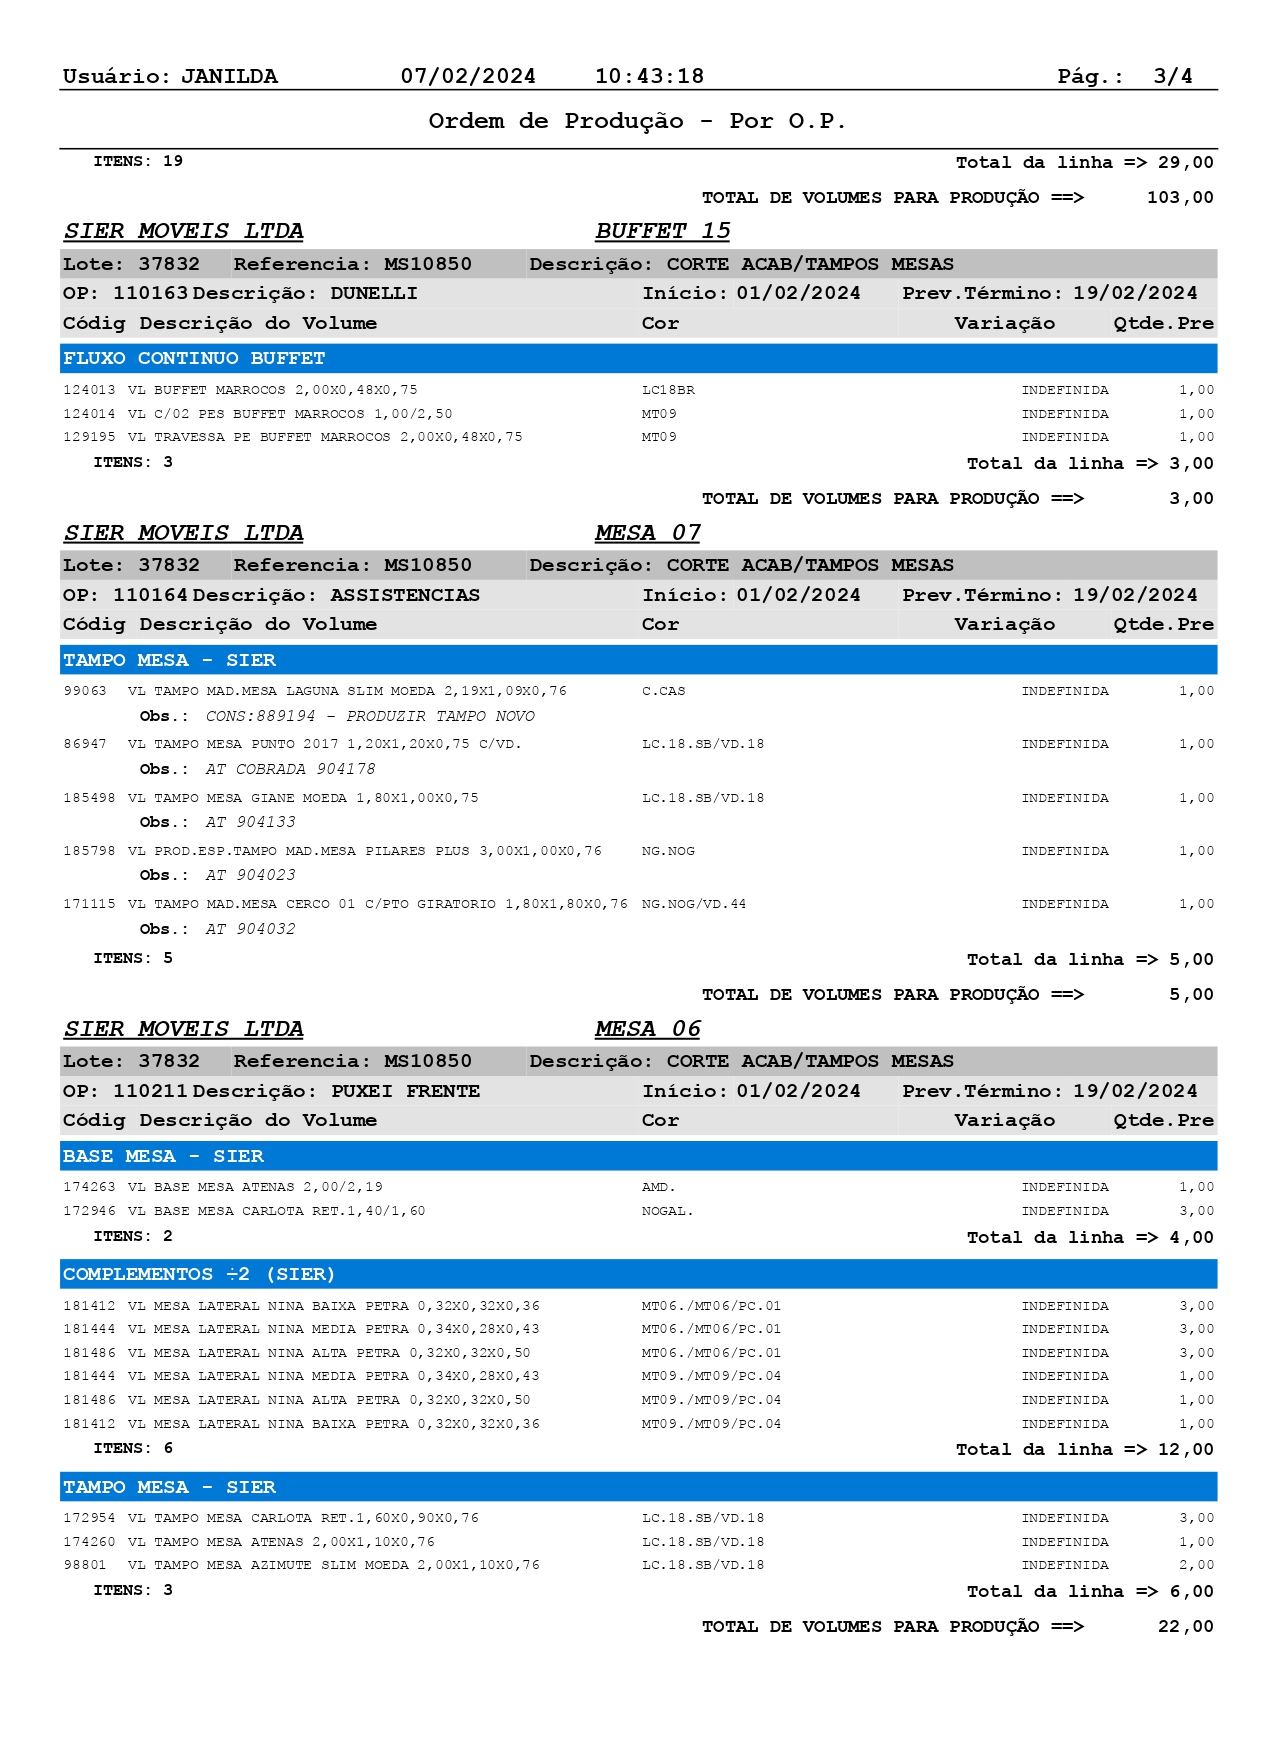 Usuário: JANILDA 07/02/2024 10:43:18 Pág.: 3/4
Ordem de Produção - Por O.P.
ITENS: 19 Total da linha => 29,00
TOTAL DE VOLUMES PARA PRODUÇÃO ==> 103,00
SIER MOVEIS LTDA BUFFET 15
Lote: 37832 Referencia: MS10850 Descrição: CORTE ACAB/TAMPOS MESAS
OP: 110163 Descrição: DUNELLI Início: 01/02/2024 Prev.Término: 19/02/2024
Códig Descrição do Volume Cor Variação Qtde.Pre
FLUXO CONTINUO BUFFET
124013 VL BUFFET MARROCOS 2,00X0,48X0,75 LC18BR INDEFINIDA 1,00
124014 VL C/02 PES BUFFET MARROCOS 1,00/2,50 MT09 INDEFINIDA 1,00
129195 VL TRAVESSA PE BUFFET MARROCOS 2,00X0,48X0,75 MT09 INDEFINIDA 1,00
ITENS: 3 Total da linha => 3,00
TOTAL DE VOLUMES PARA PRODUÇÃO ==> 3,00
SIER MOVEIS LTDA MESA 07
Lote: 37832 Referencia: MS10850 Descrição: CORTE ACAB/TAMPOS MESAS
OP: 110164 Descrição: ASSISTENCIAS Início: 01/02/2024 Prev.Término: 19/02/2024
Códig Descrição do Volume Cor Variação Qtde.Pre
TAMPO MESA - SIER
99063 VL TAMPO MAD.MESA LAGUNA SLIM MOEDA 2,19X1,09X0,76 C.CAS INDEFINIDA 1,00
Obs.: CONS:889194 - PRODUZIR TAMPO NOVO
86947 VL TAMPO MESA PUNTO 2017 1,20X1,20X0,75 C/VD. LC.18.SB/VD.18 INDEFINIDA 1,00
Obs.: AT COBRADA 904178
185498 VL TAMPO MESA GIANE MOEDA 1,80X1,00X0,75 LC.18.SB/VD.18 INDEFINIDA 1,00
Obs.: AT 904133
185798 VL PROD.ESP.TAMPO MAD.MESA PILARES PLUS 3,00X1,00X0,76 NG.NOG INDEFINIDA 1,00
Obs.: AT 904023
171115 VL TAMPO MAD.MESA CERCO 01 C/PTO GIRATORIO 1,80X1,80X0,76 NG.NOG/VD.44 INDEFINIDA 1,00
Obs.: AT 904032
ITENS: 5 Total da linha => 5,00
TOTAL DE VOLUMES PARA PRODUÇÃO ==> 5,00
SIER MOVEIS LTDA MESA 06
Lote: 37832 Referencia: MS10850 Descrição: CORTE ACAB/TAMPOS MESAS
OP: 110211 Descrição: PUXEI FRENTE Início: 01/02/2024 Prev.Término: 19/02/2024
Códig Descrição do Volume Cor Variação Qtde.Pre
BASE MESA - SIER
174263 VL BASE MESA ATENAS 2,00/2,19 AMD. INDEFINIDA 1,00
172946 VL BASE MESA CARLOTA RET.1,40/1,60 NOGAL. INDEFINIDA 3,00
ITENS: 2 Total da linha => 4,00
COMPLEMENTOS ÷2 (SIER)
181412 VL MESA LATERAL NINA BAIXA PETRA 0,32X0,32X0,36 MT06./MT06/PC.01 INDEFINIDA 3,00
181444 VL MESA LATERAL NINA MEDIA PETRA 0,34X0,28X0,43 MT06./MT06/PC.01 INDEFINIDA 3,00
181486 VL MESA LATERAL NINA ALTA PETRA 0,32X0,32X0,50 MT06./MT06/PC.01 INDEFINIDA 3,00
181444 VL MESA LATERAL NINA MEDIA PETRA 0,34X0,28X0,43 MT09./MT09/PC.04 INDEFINIDA 1,00
181486 VL MESA LATERAL NINA ALTA PETRA 0,32X0,32X0,50 MT09./MT09/PC.04 INDEFINIDA 1,00
181412 VL MESA LATERAL NINA BAIXA PETRA 0,32X0,32X0,36 MT09./MT09/PC.04 INDEFINIDA 1,00
ITENS: 6 Total da linha => 12,00
TAMPO MESA - SIER
172954 VL TAMPO MESA CARLOTA RET.1,60X0,90X0,76 LC.18.SB/VD.18 INDEFINIDA 3,00
174260 VL TAMPO MESA ATENAS 2,00X1,10X0,76 LC.18.SB/VD.18 INDEFINIDA 1,00
98801 VL TAMPO MESA AZIMUTE SLIM MOEDA 2,00X1,10X0,76 LC.18.SB/VD.18 INDEFINIDA 2,00
ITENS: 3 Total da linha => 6,00
TOTAL DE VOLUMES PARA PRODUÇÃO ==> 22,00